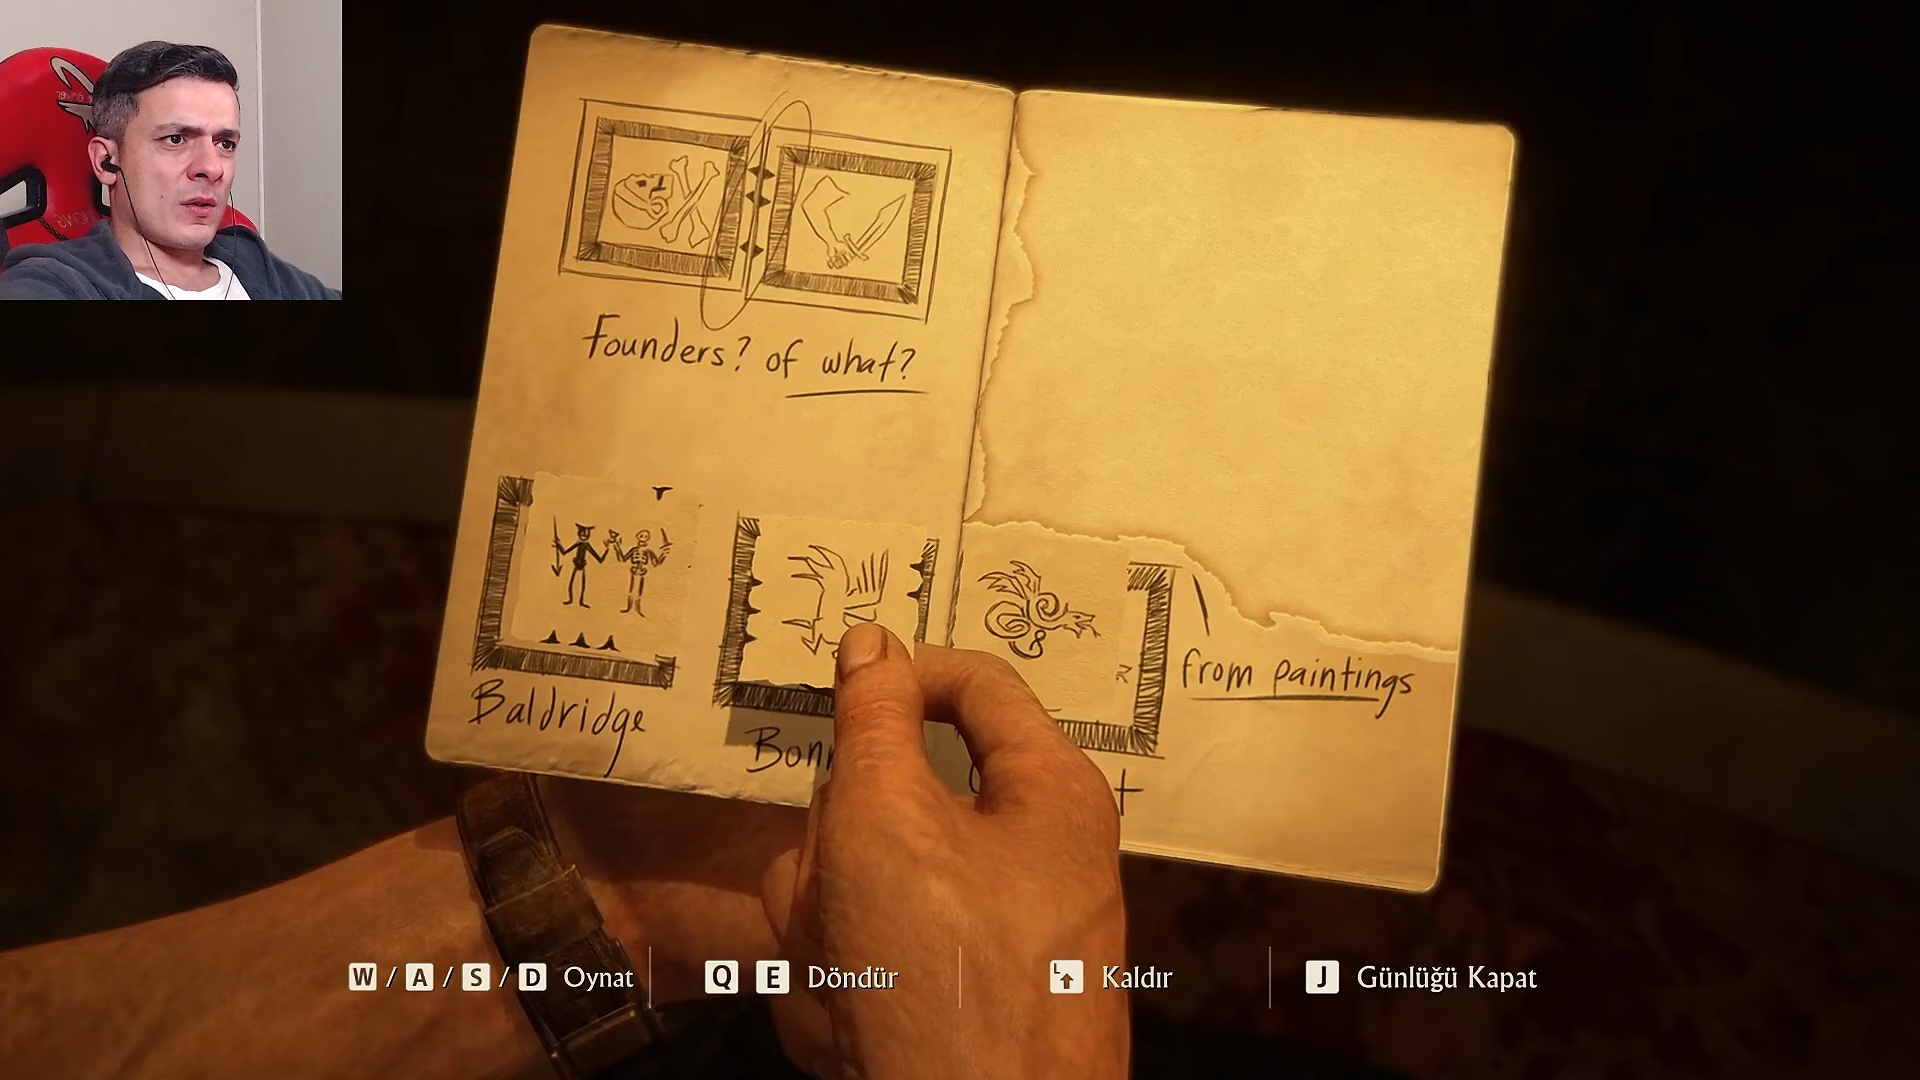 Founders? of what?
Baldridge
from paintings
W / A / S / D Oynat
Q E Döndür
L Kaldır
J Günlüğü Kapat